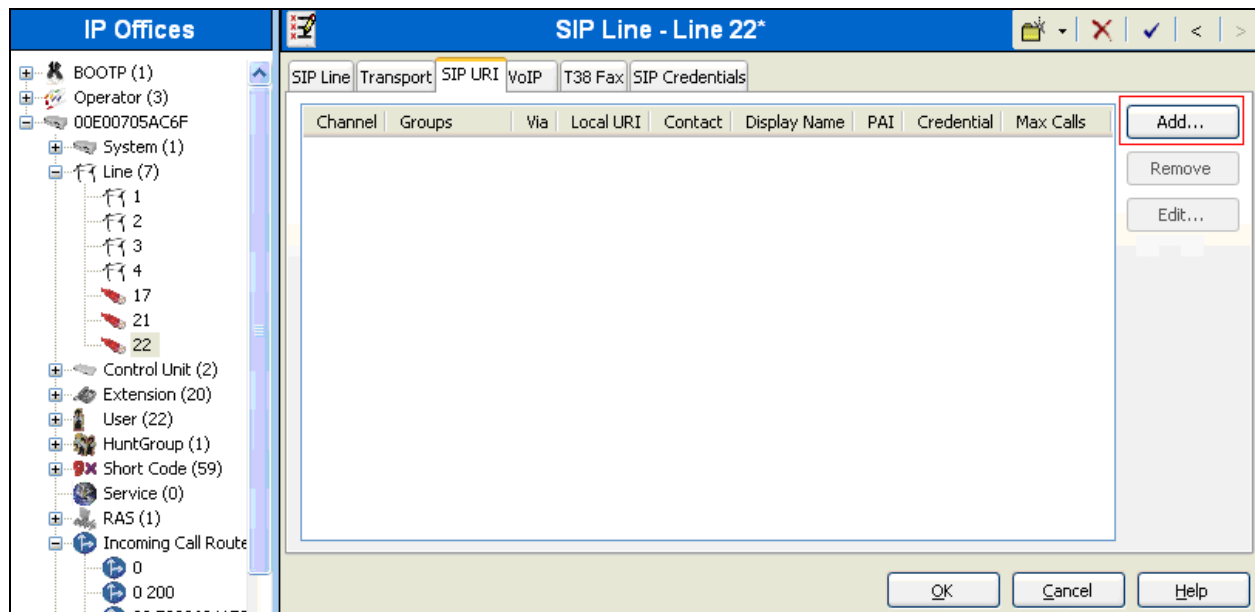 IP Offices
BOOTP (1)
Operator (3)
00E00705AC6F
System (1)
Line (7)
1
2
3
4
17
21
22
Control Unit (2)
Extension (20)
User (22)
HuntGroup (1)
Short Code (59)
Service (0)
RAS (1)
Incoming Call Route
0
0 200
SIP Line - Line 22*
SIP Line Transport SIP URI VoIP T38 Fax SIP Credentials
Channel Groups Via Local URI Contact Display Name PAI Credential Max Calls
Add...
Remove
Edit...
OK Cancel Help